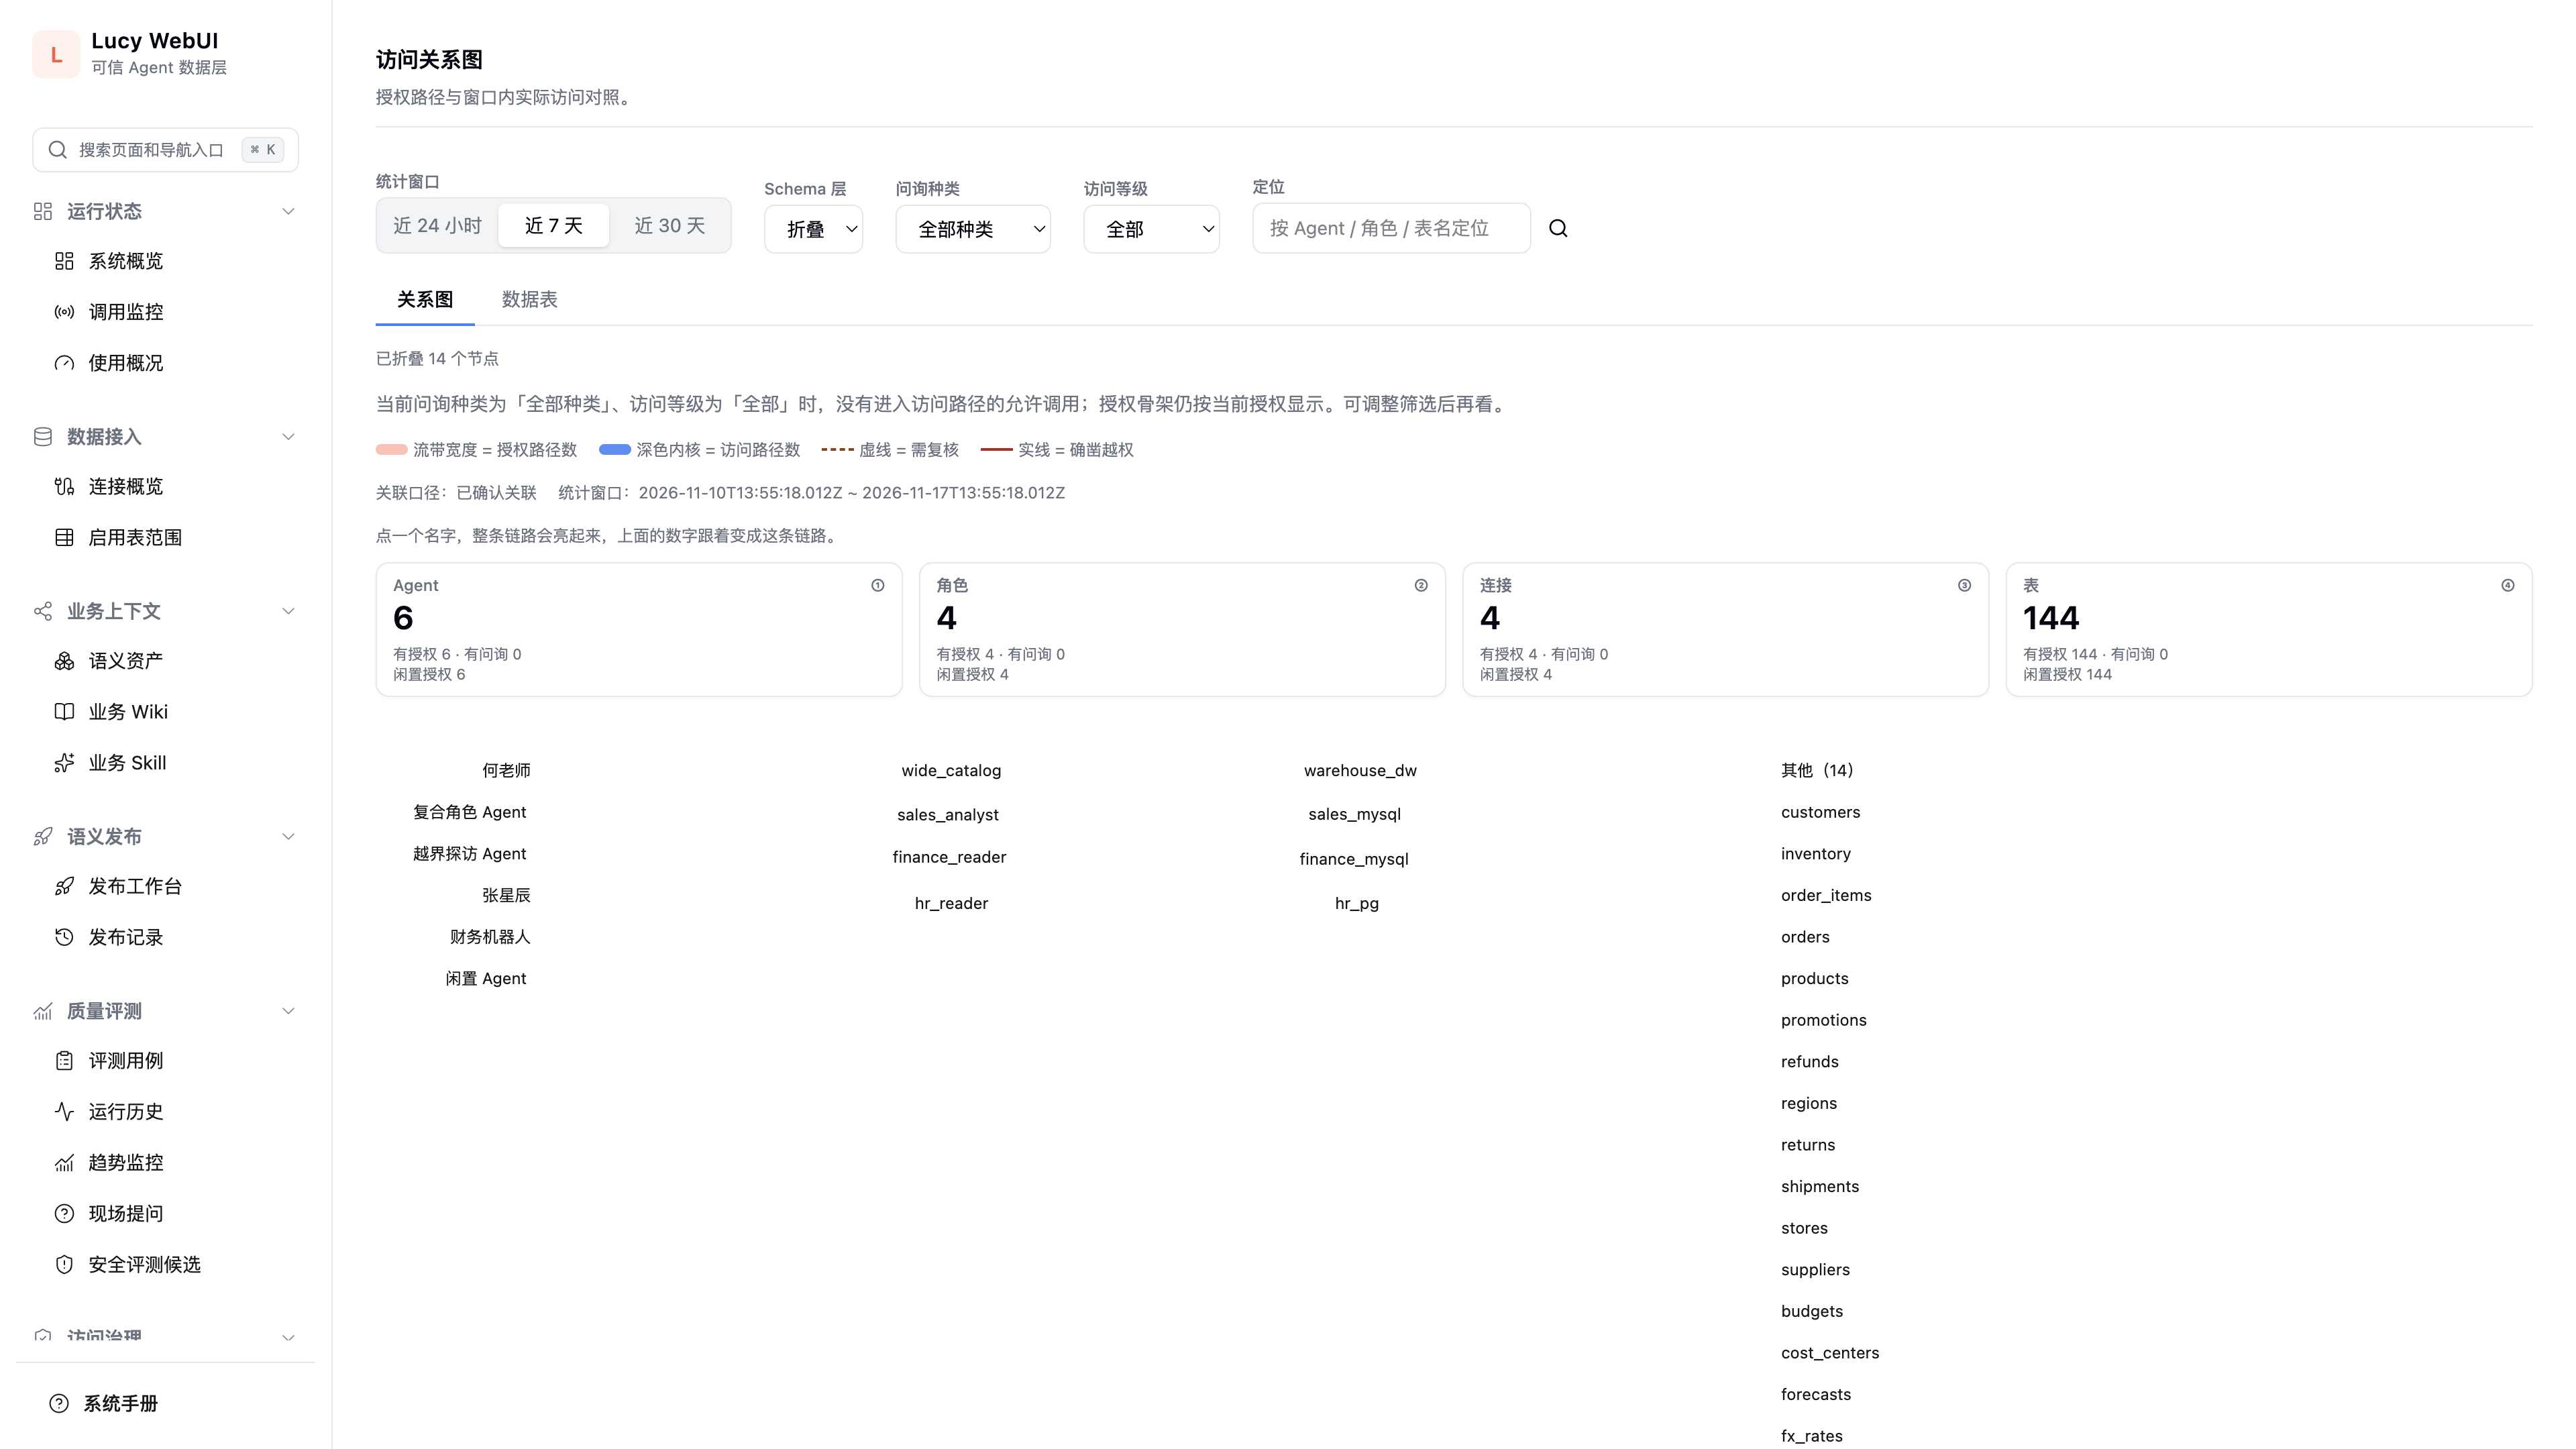 L
Lucy WebUI
可信 Agent 数据层
搜索页面和导航入口 ⌘ K
运行状态
系统概览
调用监控
使用概况
数据接入
连接概览
启用表范围
业务上下文
语义资产
业务 Wiki
业务 Skill
语义发布
发布工作台
发布记录
质量评测
评测用例
运行历史
趋势监控
现场提问
安全评测候选
访问治理
系统手册
访问关系图
授权路径与窗口内实际访问对照。
统计窗口
近 24 小时 近 7 天 近 30 天
Schema 层
折叠
问询种类
全部种类
访问等级
全部
定位
按 Agent / 角色 / 表名定位
关系图 数据表
已折叠 14 个节点
当前问询种类为「全部种类」、访问等级为「全部」时，没有进入访问路径的允许调用；授权骨架仍按当前授权显示。可调整筛选后再看。
流带宽度 = 授权路径数 深色内核 = 访问路径数 虚线 = 需复核 实线 = 确凿越权
关联口径：已确认关联 统计窗口：2026-11-10T13:55:18.012Z ~ 2026-11-17T13:55:18.012Z
点一个名字，整条链路会亮起来，上面的数字跟着变成这条链路。
Agent ①
6
有授权 6 · 有问询 0
闲置授权 6
角色 ②
4
有授权 4 · 有问询 0
闲置授权 4
连接 ③
4
有授权 4 · 有问询 0
闲置授权 4
表 ④
144
有授权 144 · 有问询 0
闲置授权 144
何老师
复合角色 Agent
越界探访 Agent
张星辰
财务机器人
闲置 Agent
wide_catalog
sales_analyst
finance_reader
hr_reader
warehouse_dw
sales_mysql
finance_mysql
hr_pg
其他（14）
customers
inventory
order_items
orders
products
promotions
refunds
regions
returns
shipments
stores
suppliers
budgets
cost_centers
forecasts
fx_rates